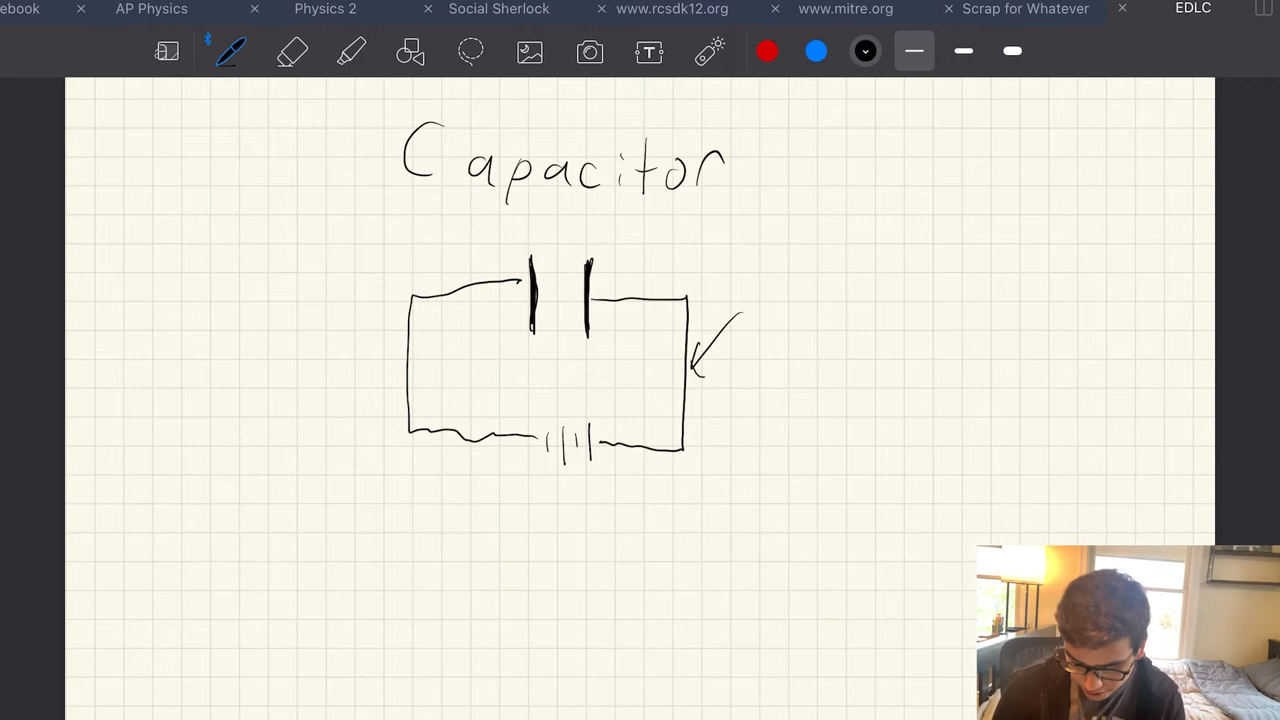 ebook AP Physics Physics 2 Social Sherlock www.rcsdk12.org www.mitre.org Scrap for Whatever EDLC
T
Capacitor